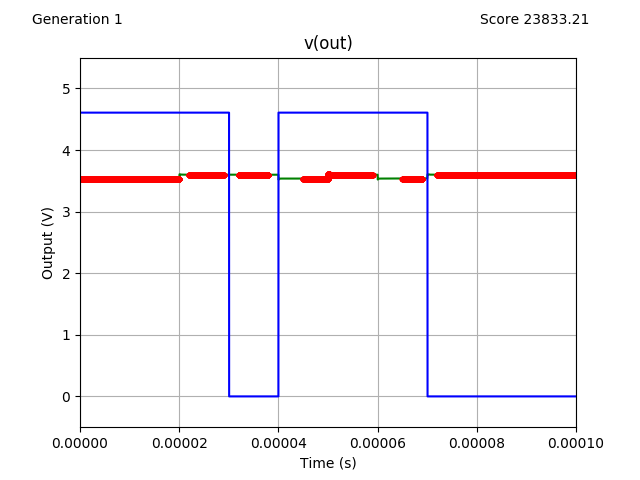 Generation 1
Score 23833.21
v(out)
Output (V)
5
4
3
2
1
0
0.00000 0.00002 0.00004 0.00006 0.00008 0.00010
Time (s)